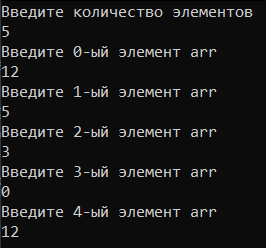 Введите количество элементов
5
Введите 0-ый элемент arr
12
Введите 1-ый элемент arr
5
Введите 2-ый элемент arr
3
Введите 3-ый элемент arr
0
Введите 4-ый элемент arr
12